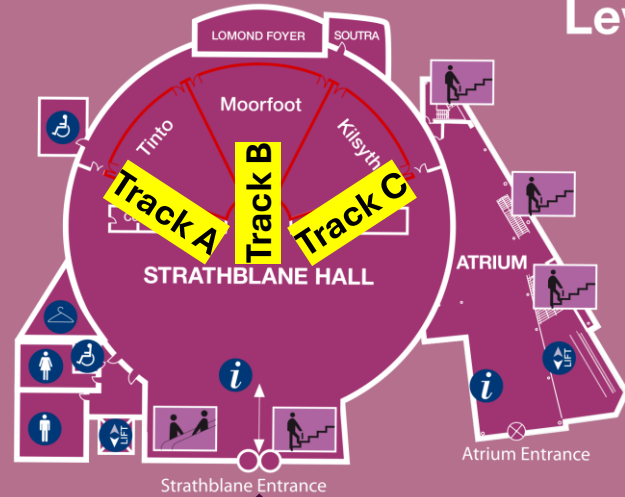 Lev
LOMOND FOYER
SOUTRA
Moorfoot
Tinto
Kilsyth
Track A
Track B
Track C
STRATHBLANE HALL
ATRIUM
i
i
LIFT
LIFT
Atrium Entrance
Strathblane Entrance